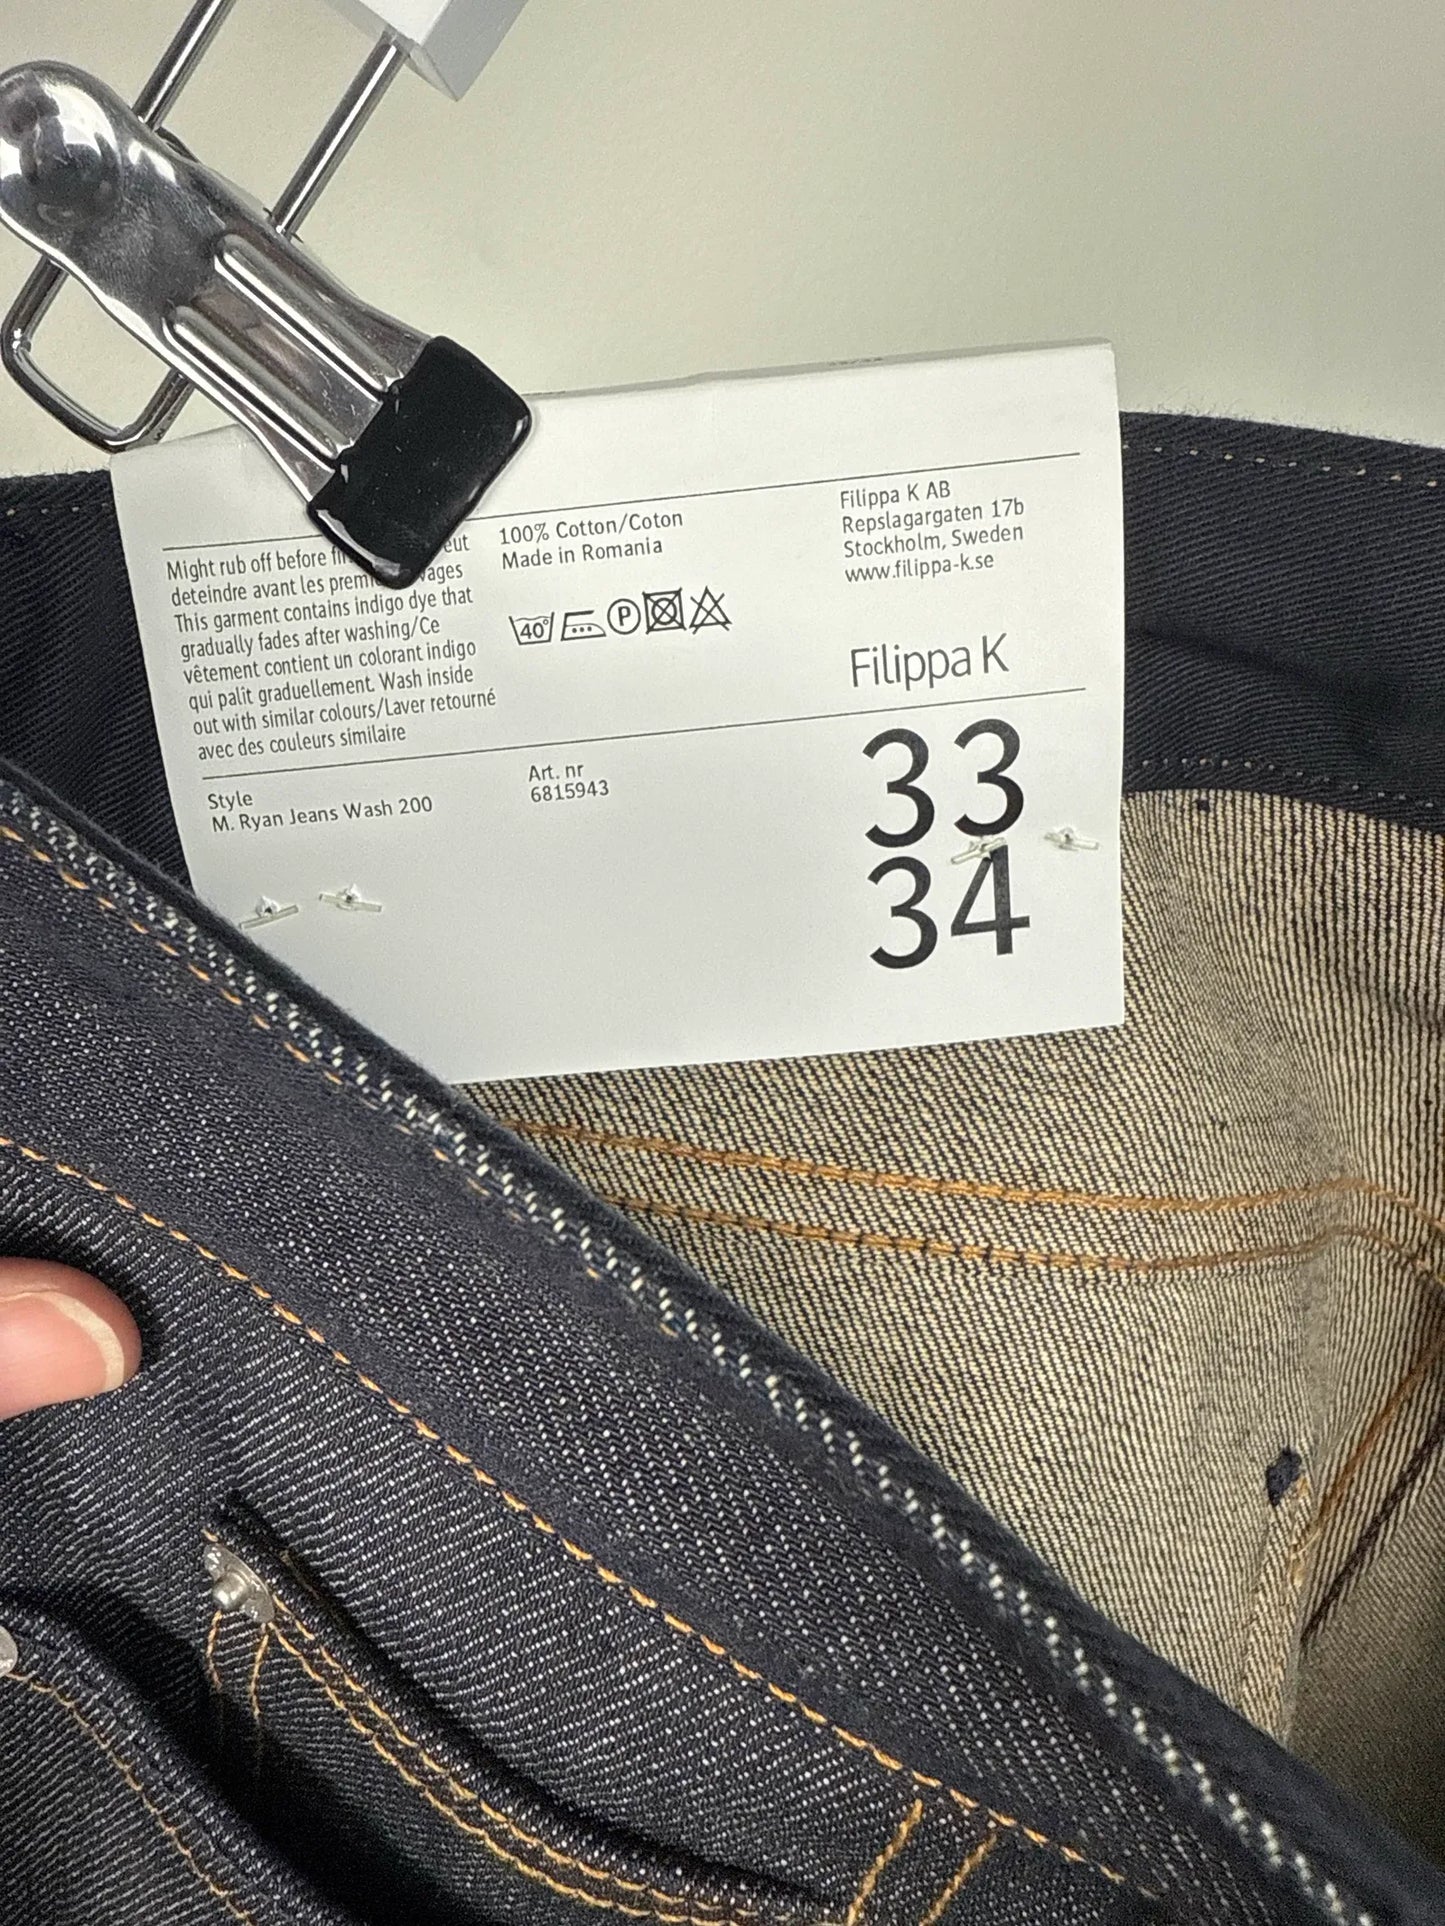 Might rub off before
eut
deteindre avant les
ages
This garment contains indigo dye that
gradually fades after washing/Ce
vêtement contient un colorant indigo
qui palit graduellement. Wash inside
out with similar colours/Laver retourné
avec des couleurs similaire
100% Cotton/Coton
Made in Romania
40°
P
Filippa K AB
Repslagargaten 17b
Stockholm, Sweden
www.filippa-k.se
Filippa K
Style
M. Ryan Jeans Wash 200
Art. nr
6815943
33
34